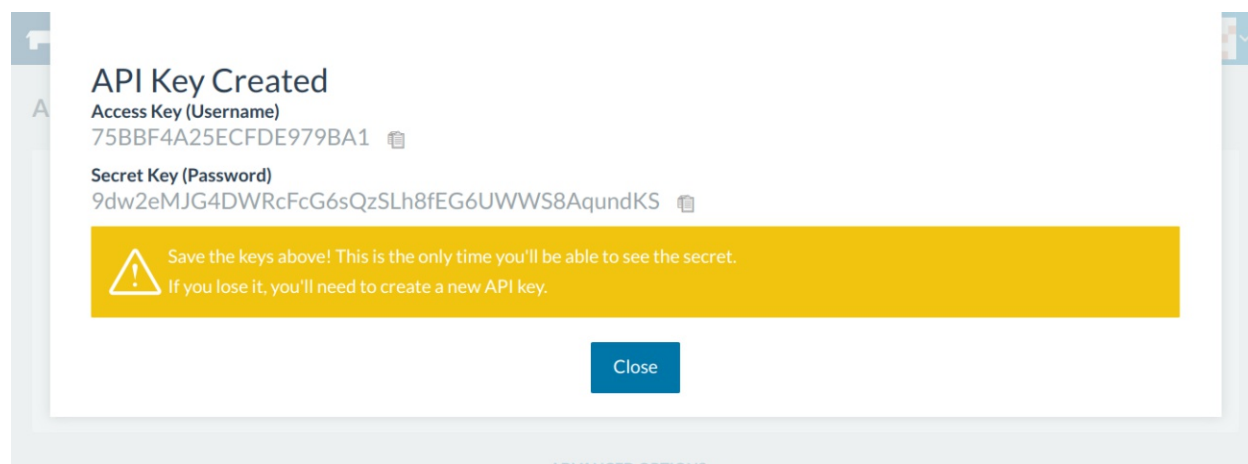 API Key Created
Access Key (Username)
75BBF4A25ECFDE979BA1
Secret Key (Password)
9dw2eMJG4DWRcFcG6sQzSLh8fEG6UWWS8AqundKS
Save the keys above! This is the only time you'll be able to see the secret.
If you lose it, you'll need to create a new API key.
Close